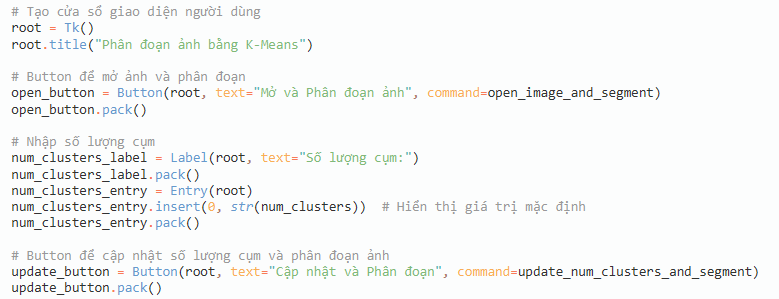 # Tạo cửa sổ giao diện người dùng
root = Tk()
root.title("Phân đoạn ảnh bằng K-Means")

# Button để mở ảnh và phân đoạn
open_button = Button(root, text="Mở và Phân đoạn ảnh", command=open_image_and_segment)
open_button.pack()

# Nhập số lượng cụm
num_clusters_label = Label(root, text="Số lượng cụm:")
num_clusters_label.pack()
num_clusters_entry = Entry(root)
num_clusters_entry.insert(0, str(num_clusters))  # Hiển thị giá trị mặc định
num_clusters_entry.pack()

# Button để cập nhật số lượng cụm và phân đoạn ảnh
update_button = Button(root, text="Cập nhật và Phân đoạn", command=update_num_clusters_and_segment)
update_button.pack()